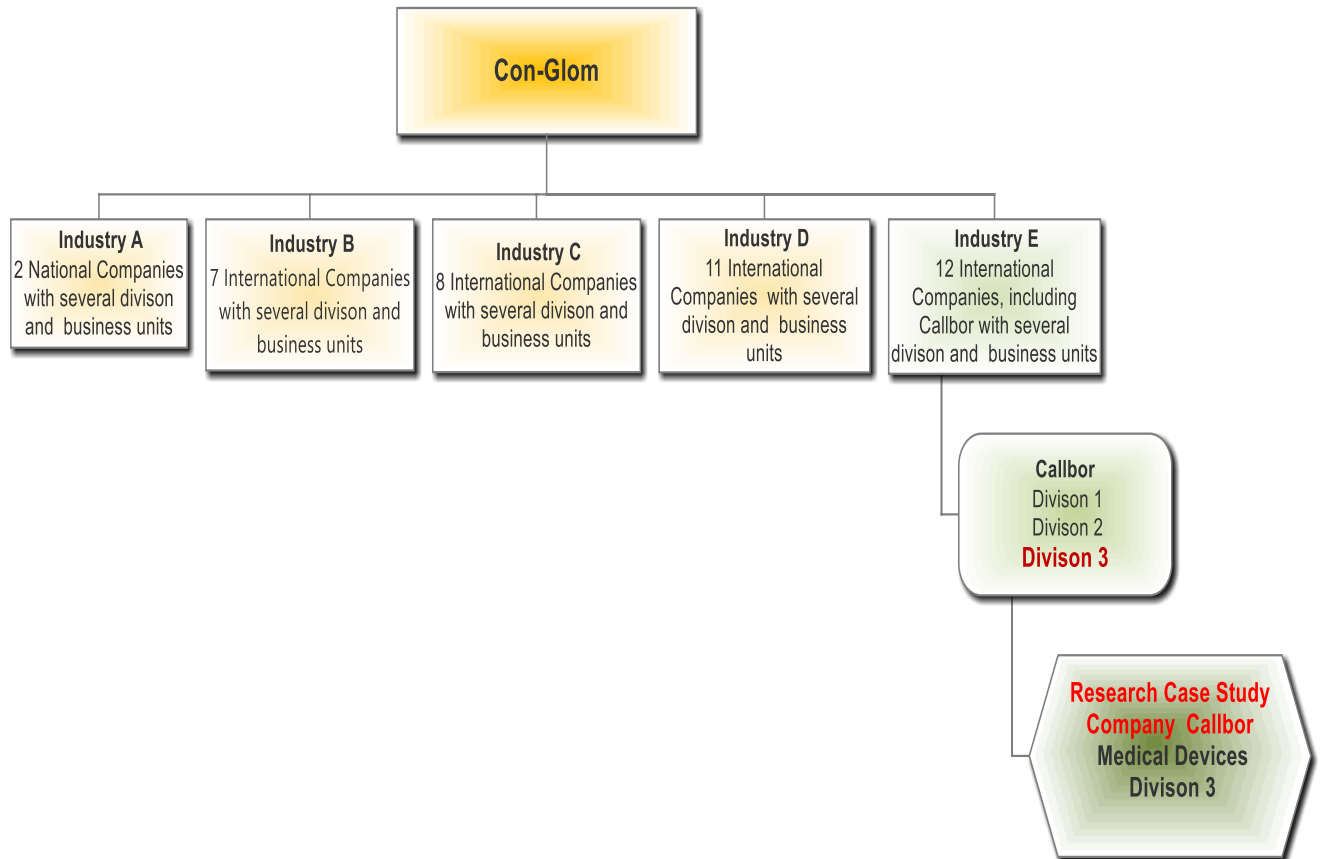 Con-Glom
Industry A
2 National Companies
with several divison
and business units
Industry B
7 International Companies
with several divison and
business units
Industry C
8 International Companies
with several divison and
business units
Industry D
11 International
Companies with several
divison and business
units
Industry E
12 International
Companies, including
Callbor with several
divison and business units
Callbor
Divison 1
Divison 2
Divison 3
Research Case Study
Company Callbor
Medical Devices
Divison 3